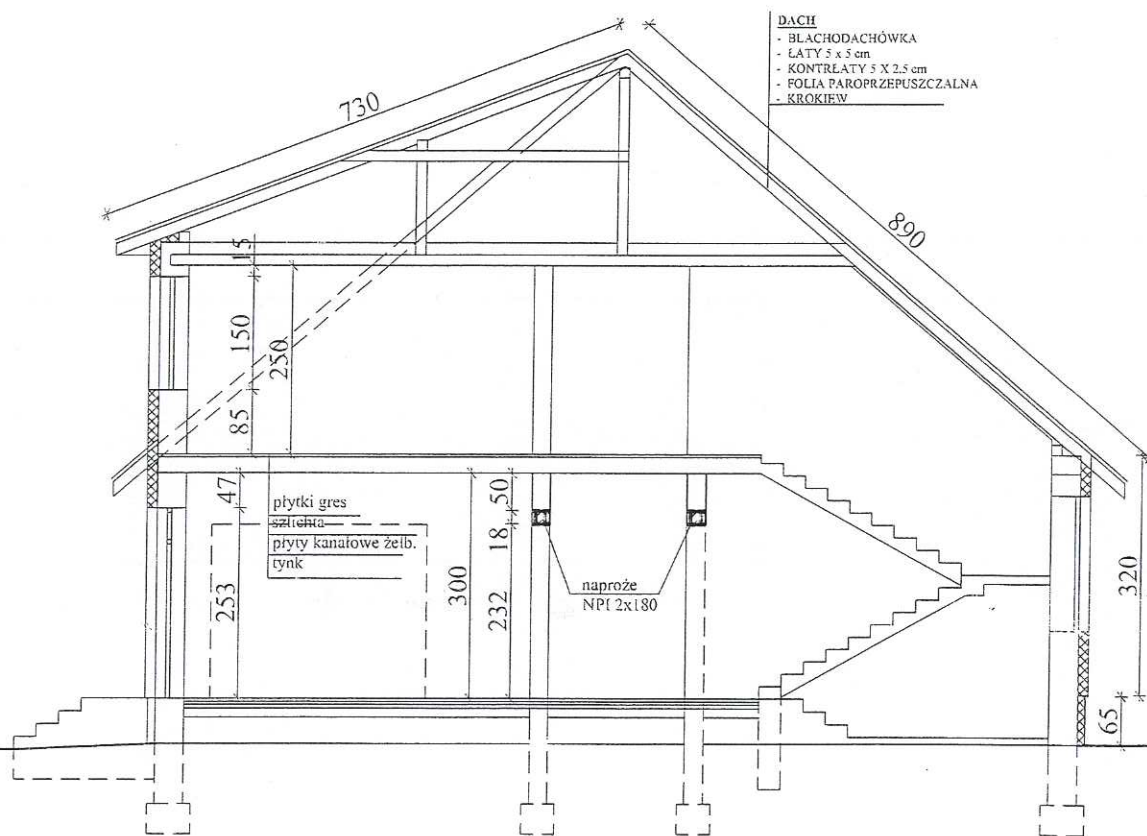 DACH
- BLACHODACHÓWKA
- ŁATY 5 x 5 cm
- KONTRŁATY 5 X 2.5 cm
- FOLIA PAROPRZEPUSZCZALNA
- KROKIEW
730
890
15
150
250
85
47
płytki gres
szlichta
płyty kanałowe żelb.
tynk
253
300
50
18
232
naproże
NPI 2x180
320
65